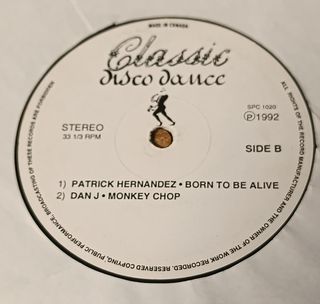 MADE IN CANADA
Classic
disco dance
STEREO
33 1/3 RPM
SPC 1020
Ⓟ1992
SIDE B
1) PATRICK HERNANDEZ • BORN TO BE ALIVE
2) DAN J • MONKEY CHOP
ALL RIGHTS OF THE RECORD MANUFACTURER AND THE OWNER OF THE WORK RECORDED, RESERVED COPYING, PUBLIC PERFORMANCE, BROADCASTING OF THESE RECORDS ARE FORBIDDEN